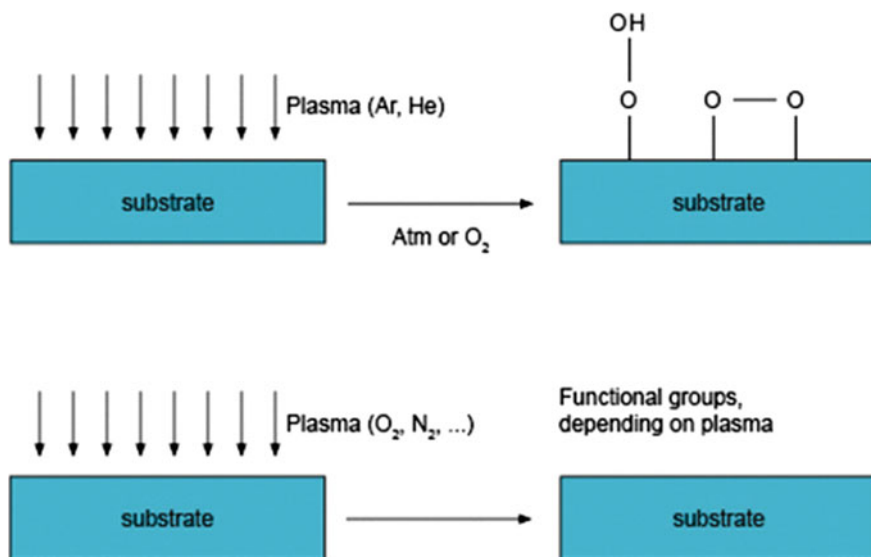 OH
Plasma (Ar, He)
O
O
O
substrate
substrate
Atm or O₂
Plasma (O₂, N₂, ...)
Functional groups,
depending on plasma
substrate
substrate